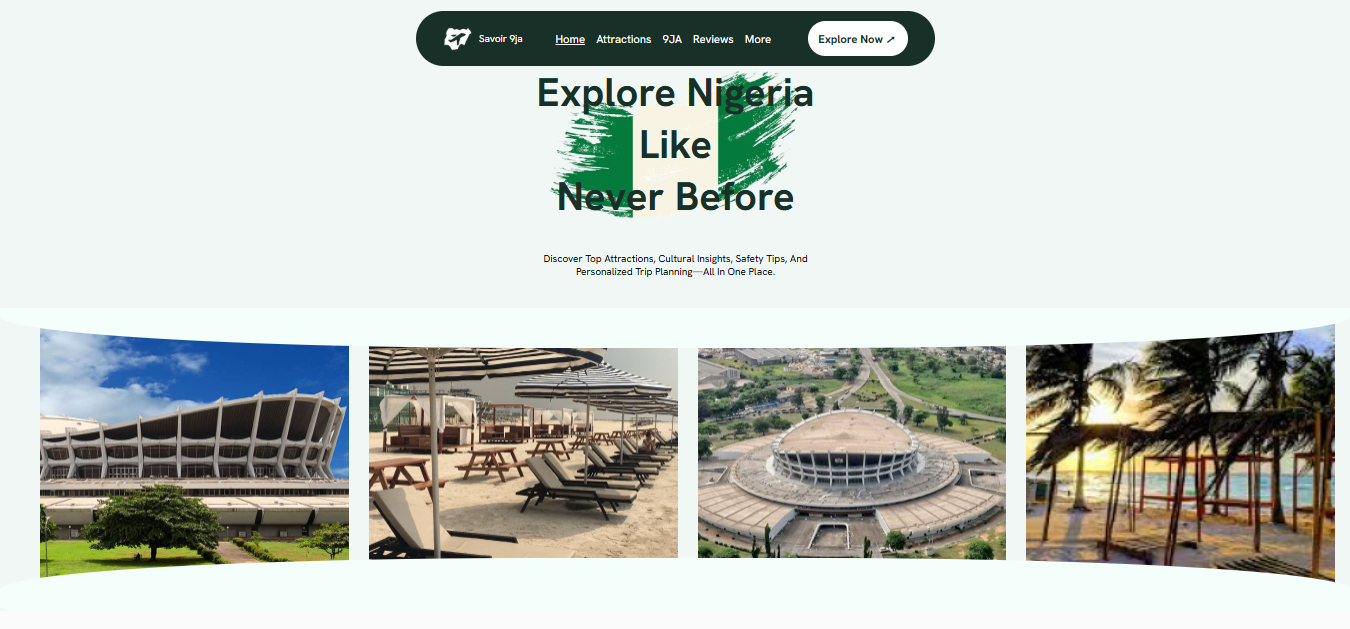 Savoir 9ja
Home Attractions 9JA Reviews More
Explore Now ↗
Explore Nigeria
Like
Never Before
Discover Top Attractions, Cultural Insights, Safety Tips, And
Personalized Trip Planning—All In One Place.